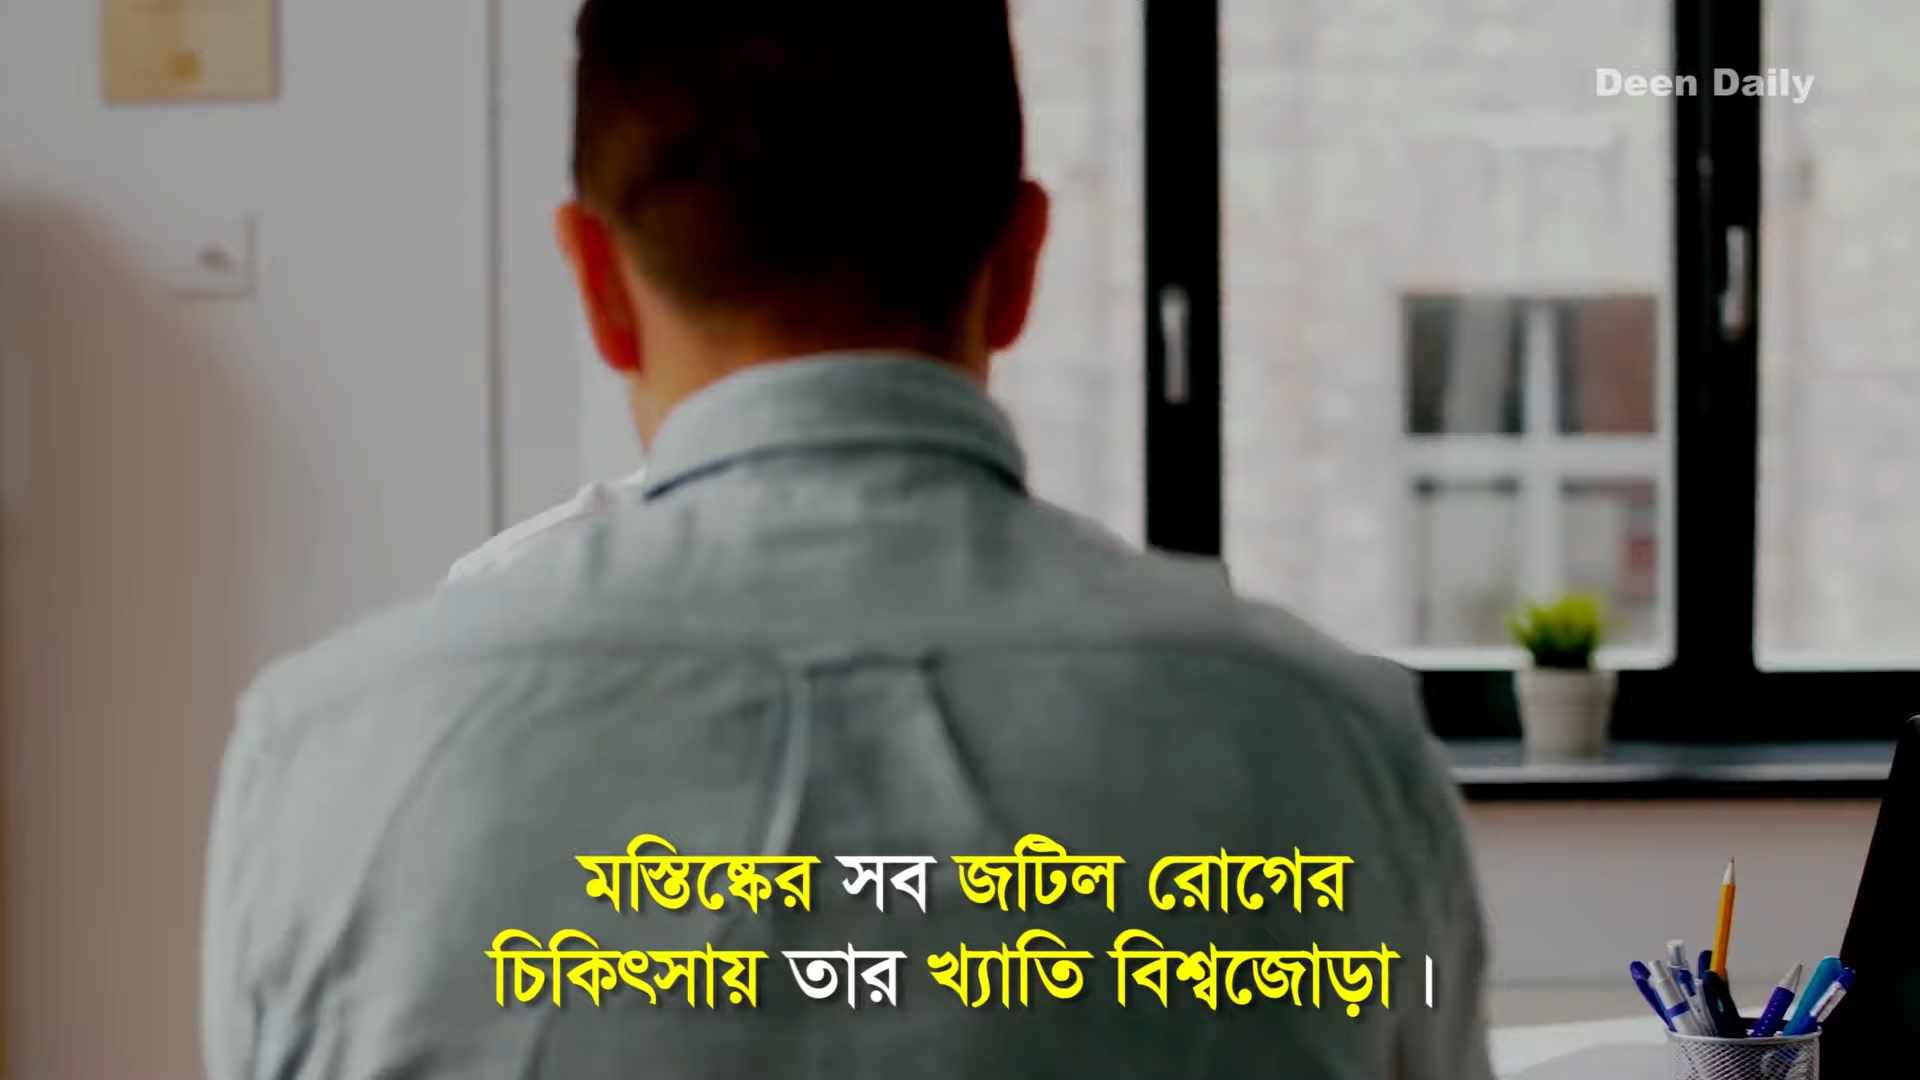 Deen Daily
মস্তিষ্কের সব জটিল রোগের
চিকিৎসায় তার খ্যাতি বিশ্বজোড়া।